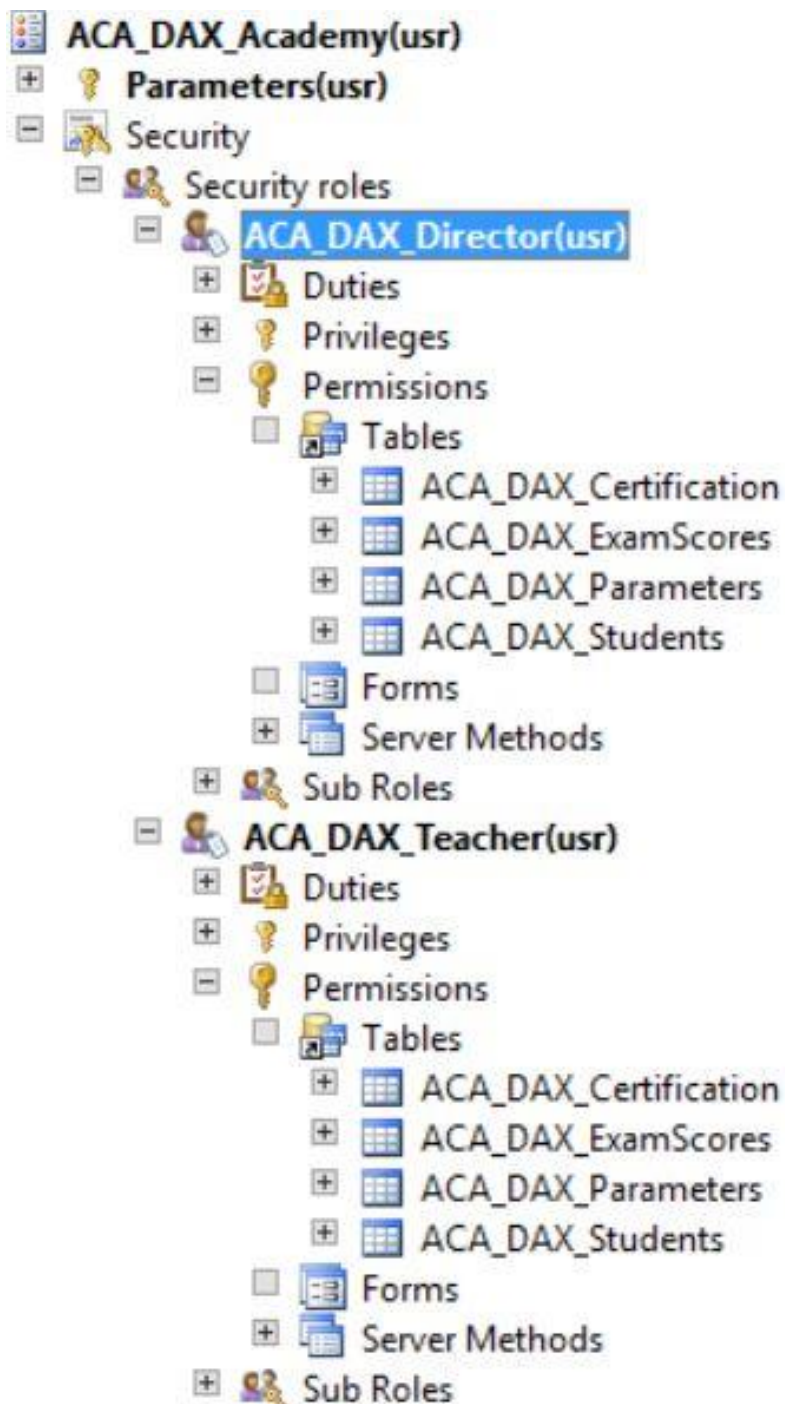 ACA_DAX_Academy(usr)
Parameters(usr)
Security
Security roles
ACA_DAX_Director(usr)
Duties
Privileges
Permissions
Tables
ACA_DAX_Certification
ACA_DAX_ExamScores
ACA_DAX_Parameters
ACA_DAX_Students
Forms
Server Methods
Sub Roles
ACA_DAX_Teacher(usr)
Duties
Privileges
Permissions
Tables
ACA_DAX_Certification
ACA_DAX_ExamScores
ACA_DAX_Parameters
ACA_DAX_Students
Forms
Server Methods
Sub Roles